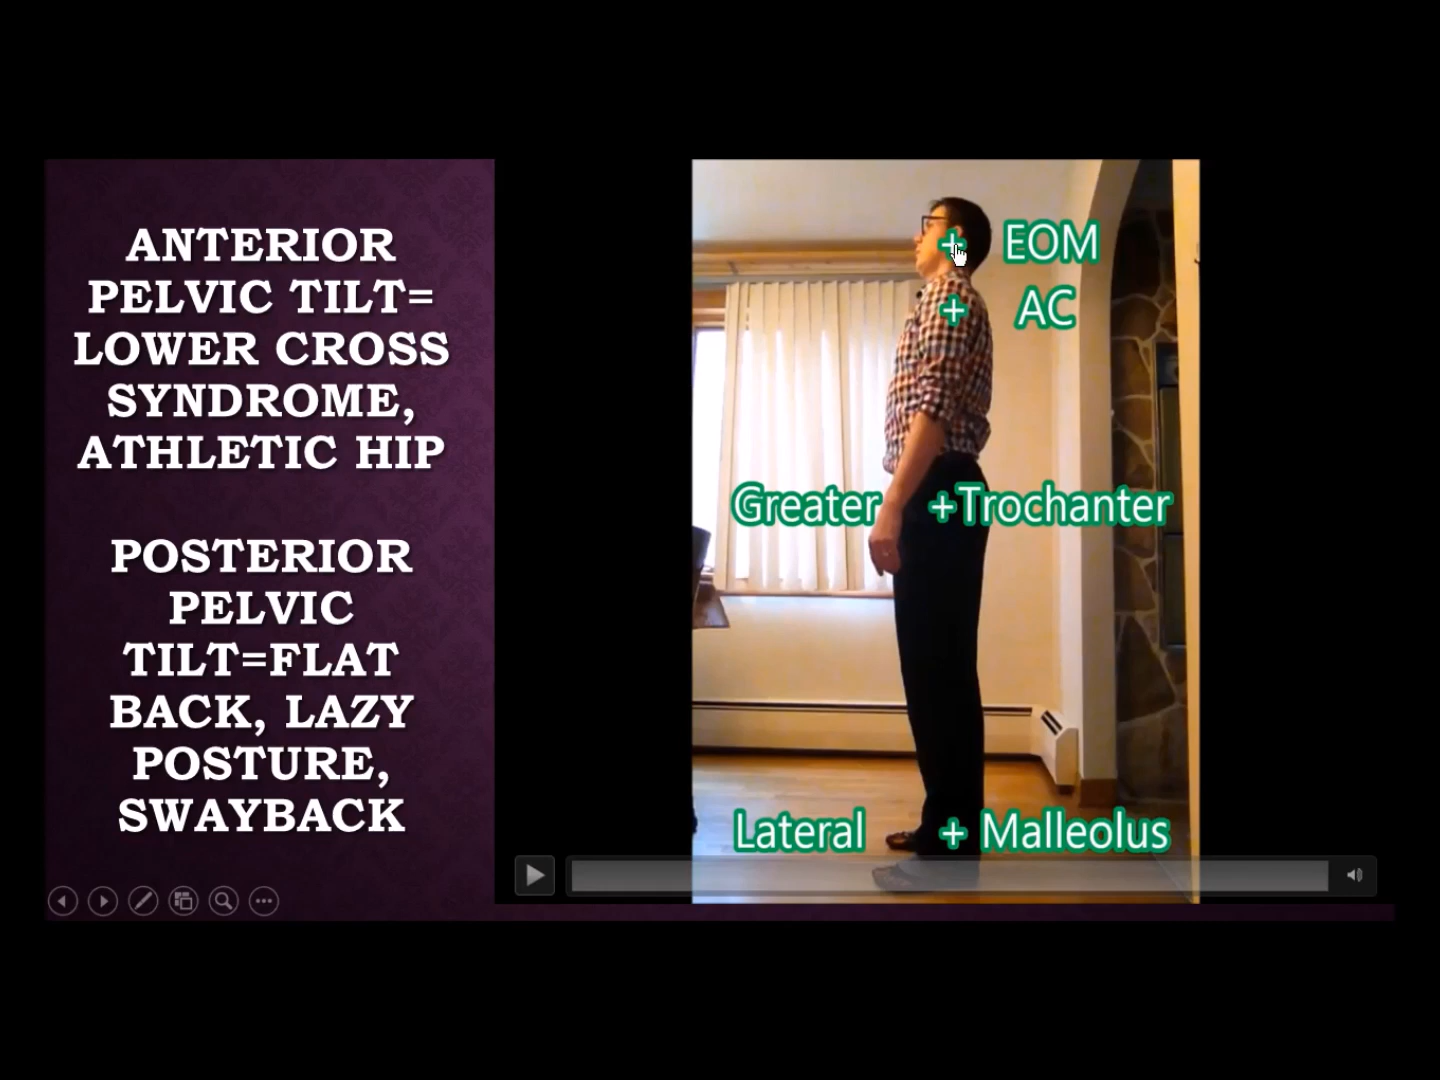 ANTERIOR
PELVIC TILT=
LOWER CROSS
SYNDROME,
ATHLETIC HIP
POSTERIOR
PELVIC
TILT=FLAT
BACK, LAZY
POSTURE,
SWAYBACK
+ EOM
+ AC
Greater +Trochanter
Lateral + Malleolus